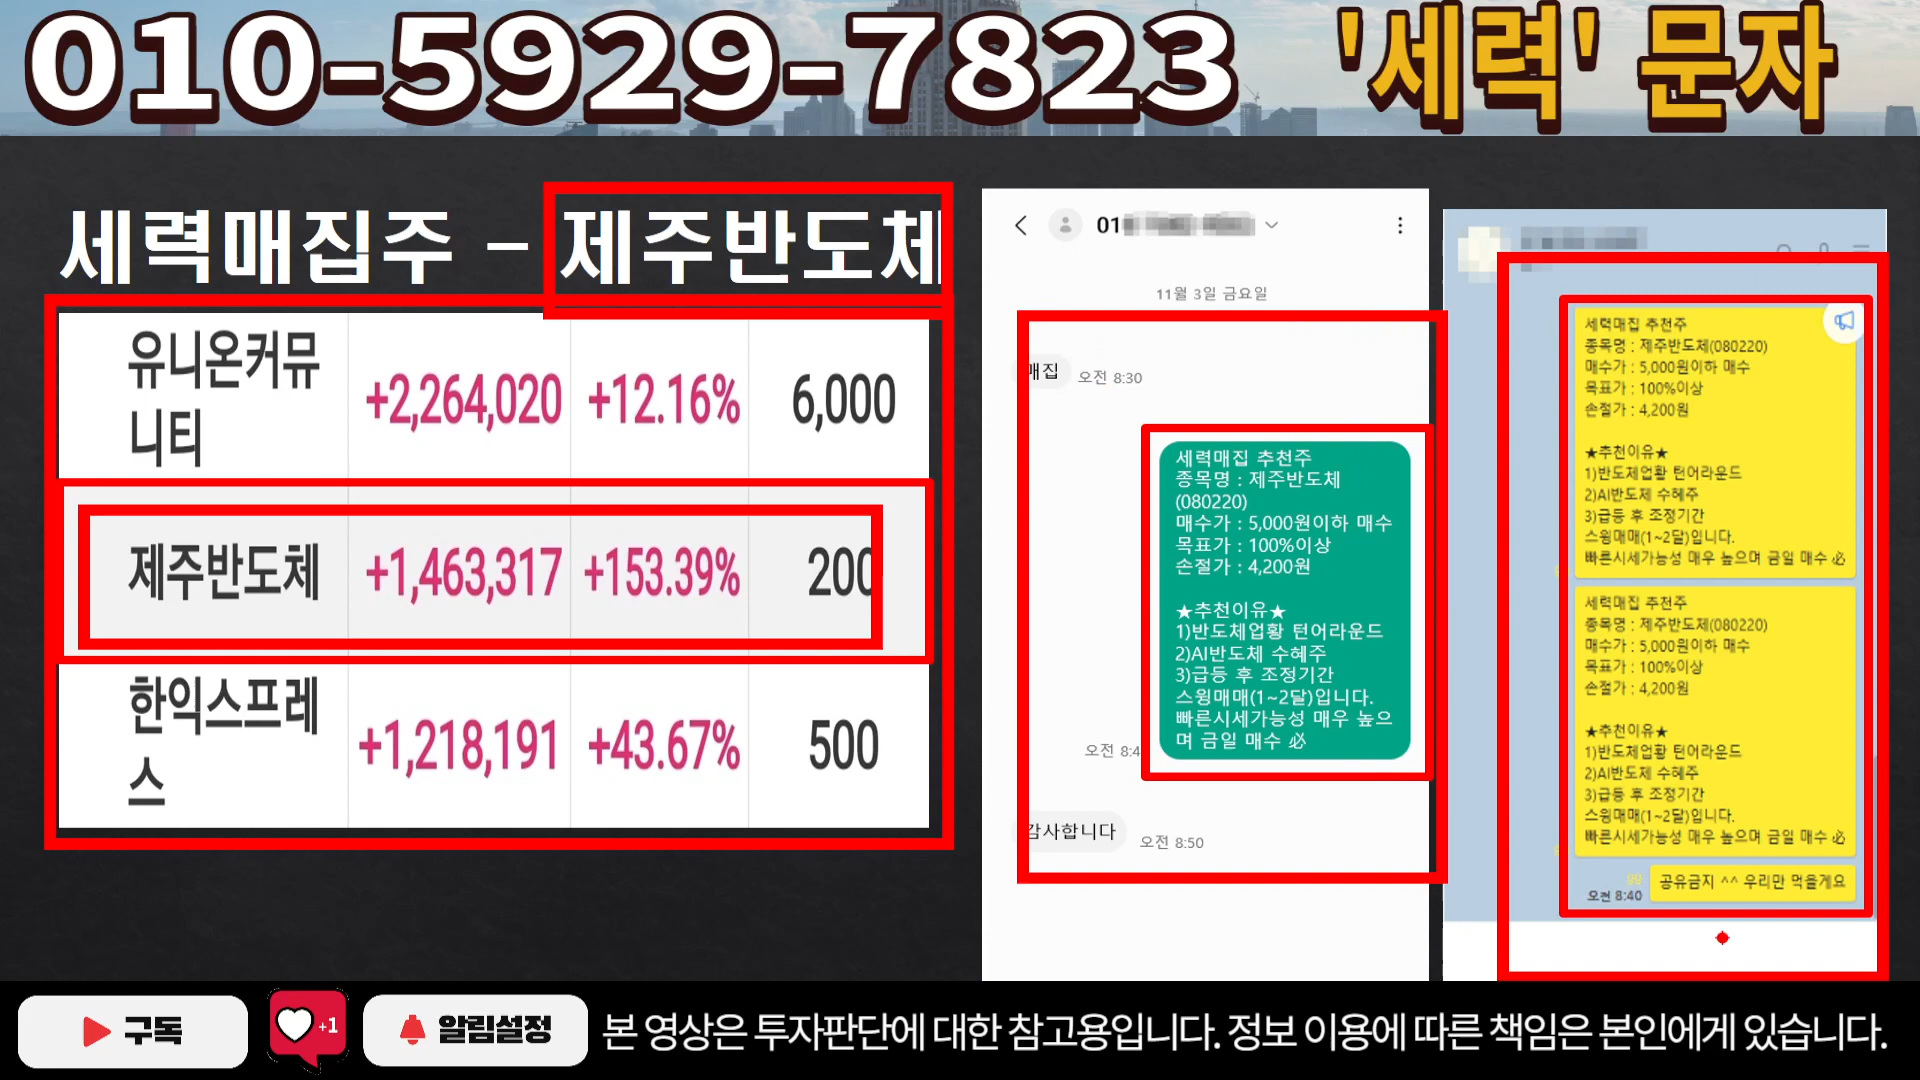 010-5929-7823 '세력' 문자
세력매집주 - 제주반도체
유니온커뮤
니티
+2,264,020 +12.16% 6,000
제주반도체 +1,463,317 +153.39% 200
한익스프레
스
+1,218,191 +43.67% 500
01
11월 3일 금요일
매집 오전 8:30
세력매집 추천주
종목명 : 제주반도체
(080220)
매수가 : 5,000원이하 매수
목표가 : 100%이상
손절가 : 4,200원
★추천이유★
1)반도체업황 턴어라운드
2)AI반도체 수혜주
3)급등 후 조정기간
스윙매매(1~2달)입니다.
빠른시세가능성 매우 높으
며 금일 매수 必
오전 8:4
감사합니다 오전 8:50
세력매집 추천주
종목명 : 제주반도체(080220)
매수가 : 5,000원이하 매수
목표가 : 100%이상
손절가 : 4,200원
★추천이유★
1)반도체업황 턴어라운드
2)AI반도체 수혜주
3)급등 후 조정기간
스윙매매(1~2달)입니다.
빠른시세가능성 매우 높으며 금일 매수 必
세력매집 추천주
종목명 : 제주반도체(080220)
매수가 : 5,000원이하 매수
목표가 : 100%이상
손절가 : 4,200원
★추천이유★
1)반도체업황 턴어라운드
2)AI반도체 수혜주
3)급등 후 조정기간
스윙매매(1~2달)입니다.
빠른시세가능성 매우 높으며 금일 매수 必
오전 8:40 공유금지 ^^ 우리만 먹을게요
구독 +1 알림설정 본 영상은 투자판단에 대한 참고용입니다. 정보 이용에 따른 책임은 본인에게 있습니다.